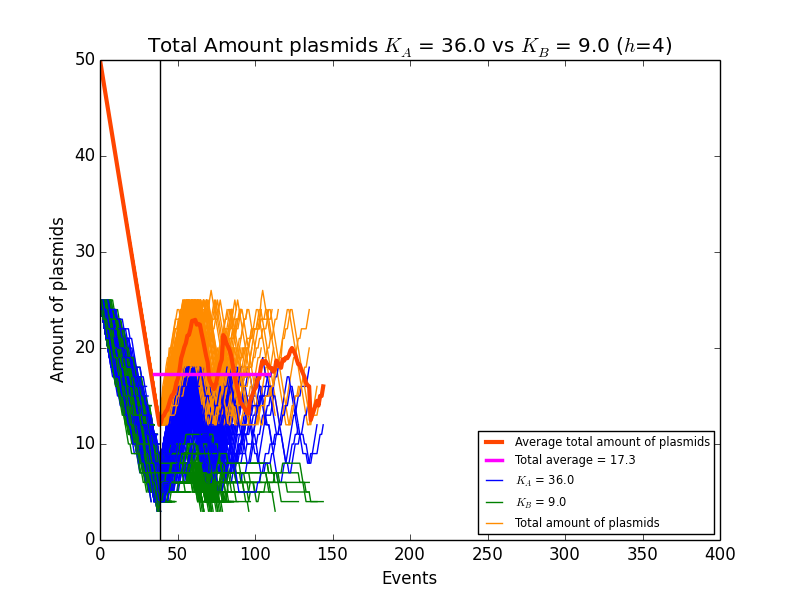 Total Amount plasmids K_A = 36.0 vs K_B = 9.0 (h=4)
Amount of plasmids
50
40
30
20
10
0
0 50 100 150 200 250 300 350 400
Events
Average total amount of plasmids
Total average = 17.3
K_A = 36.0
K_B = 9.0
Total amount of plasmids